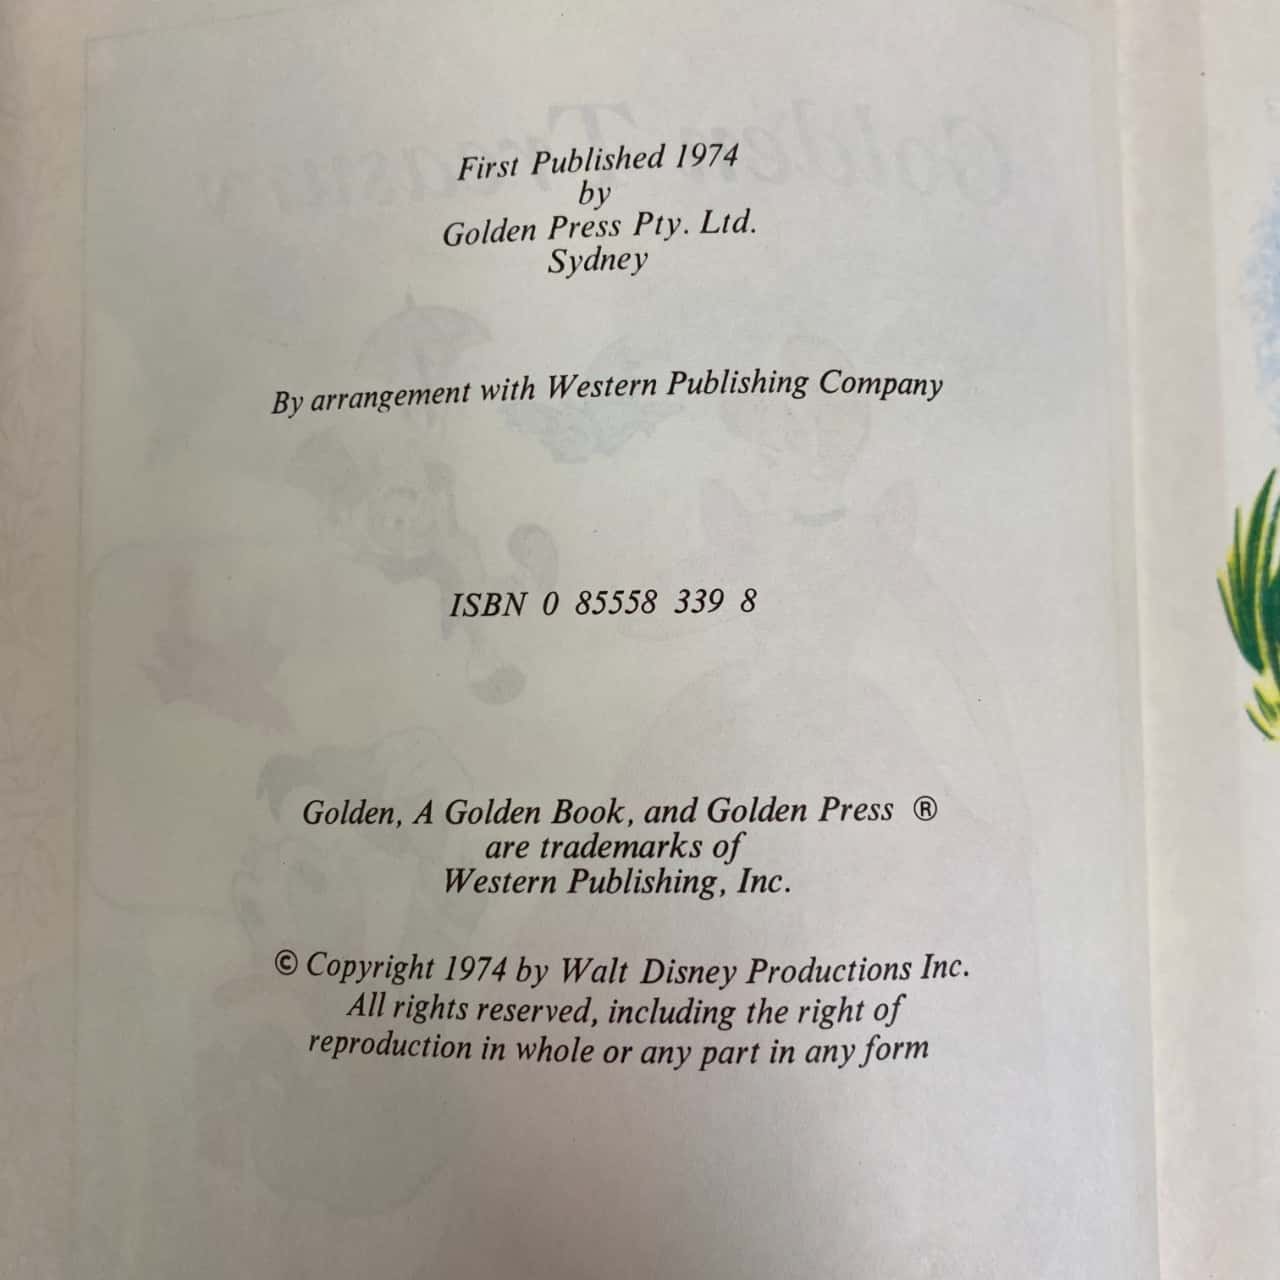 First Published 1974
by
Golden Press Pty. Ltd.
Sydney
By arrangement with Western Publishing Company
ISBN 0 85558 339 8
Golden, A Golden Book, and Golden Press ®
are trademarks of
Western Publishing, Inc.
© Copyright 1974 by Walt Disney Productions Inc.
All rights reserved, including the right of
reproduction in whole or any part in any form